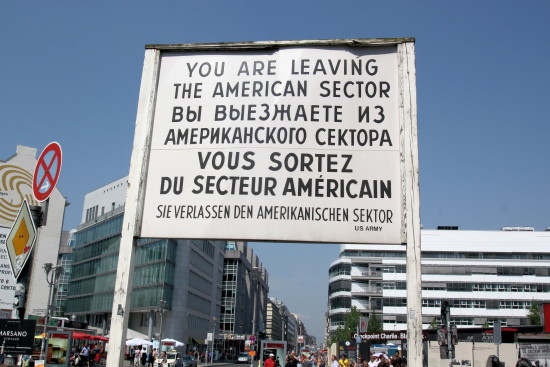 YOU ARE LEAVING
THE AMERICAN SECTOR
ВЫ ВЫЕЗЖАЕТЕ ИЗ
АМЕРИКАНСКОГО СЕКТОРА
VOUS SORTEZ
DU SECTEUR AMÉRICAIN
SIE VERLASSEN DEN AMERIKANISCHEN SEKTOR
US ARMY
MARSANO
Checkpoint Charlie